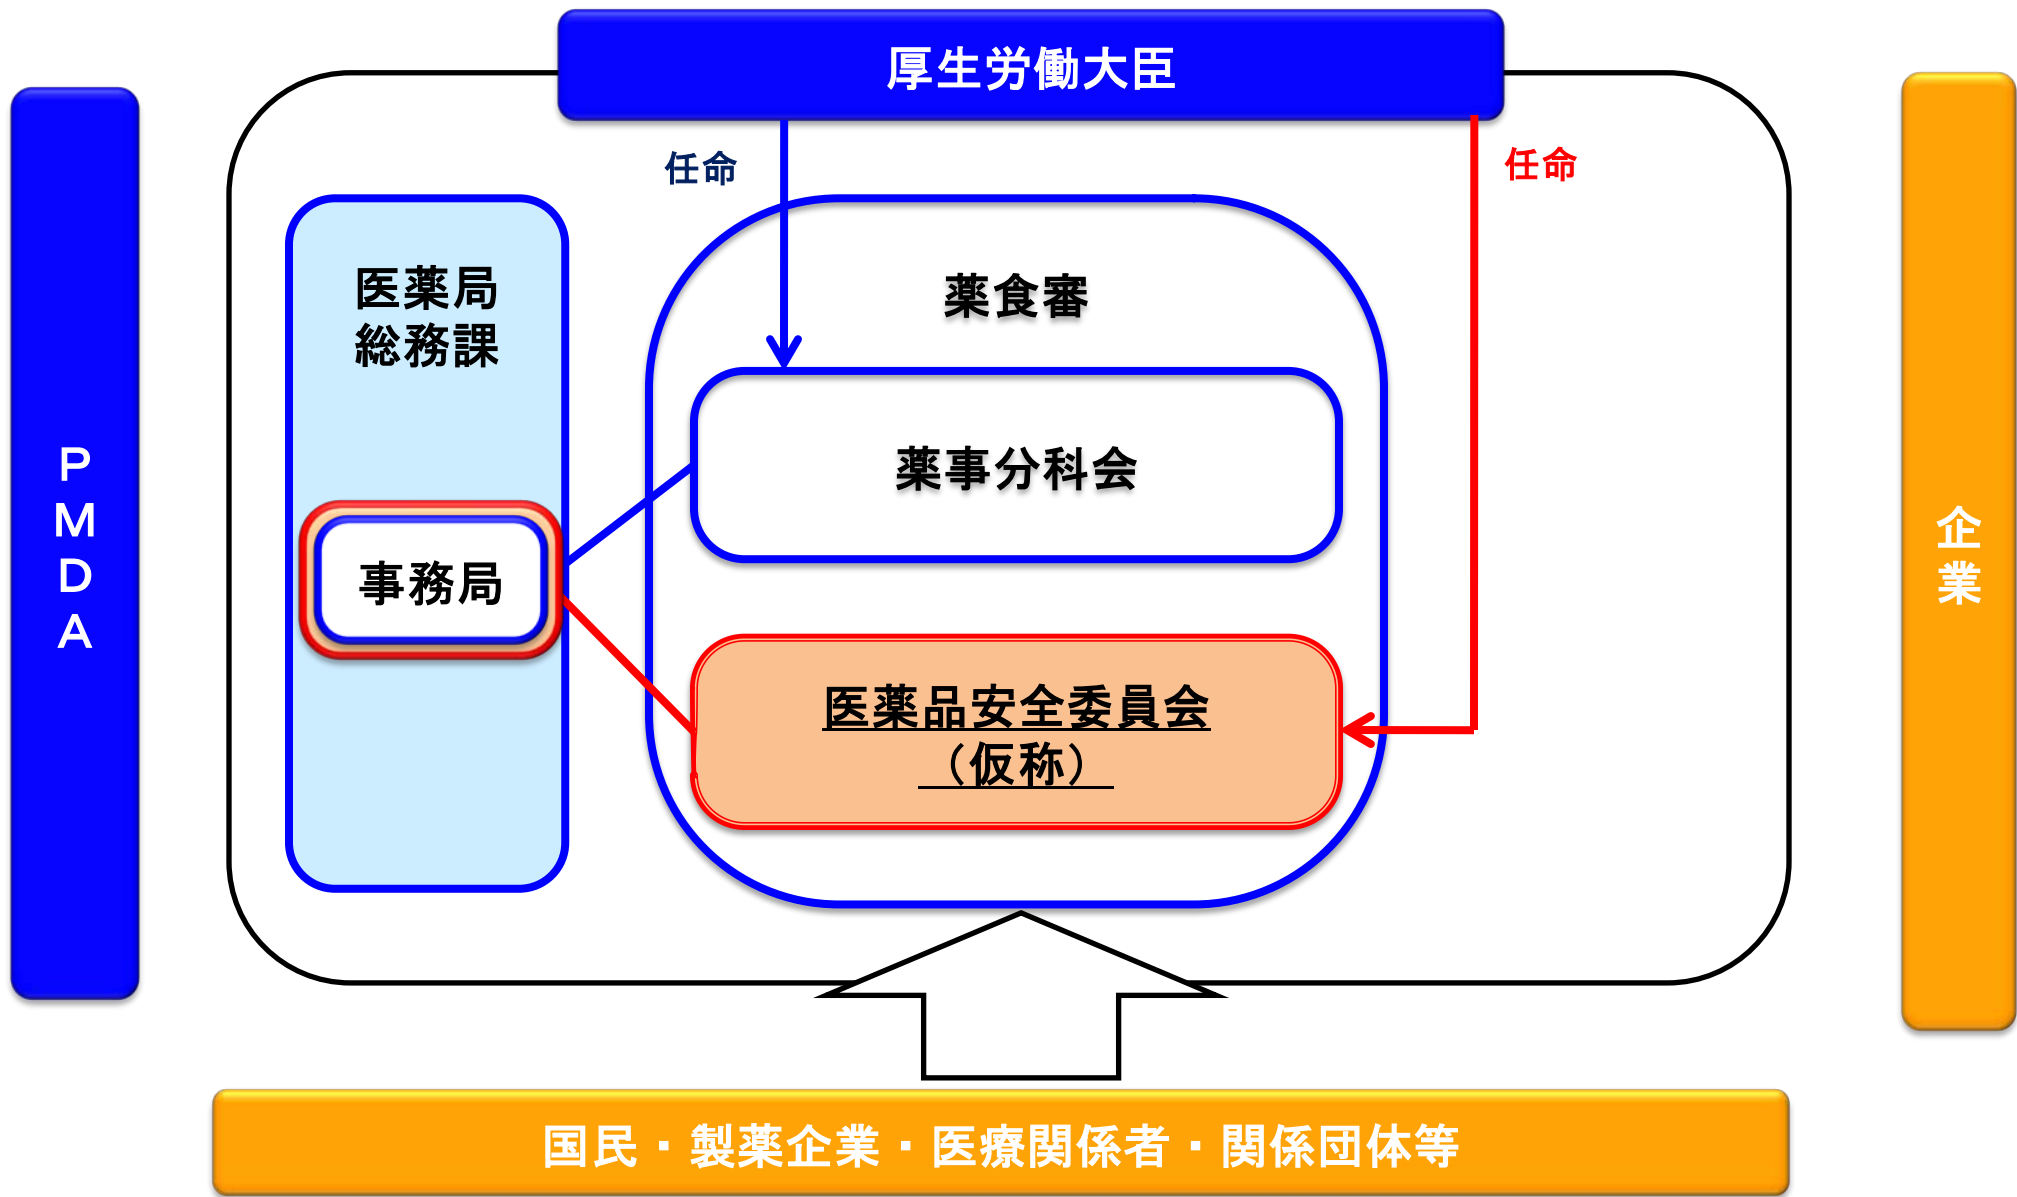 厚生労働大臣
任命
任命
医薬局
総務課
薬食審
薬事分科会
事務局
医薬品安全委員会
（仮称）
PMDA
企業
国民・製薬企業・医療関係者・関係団体等